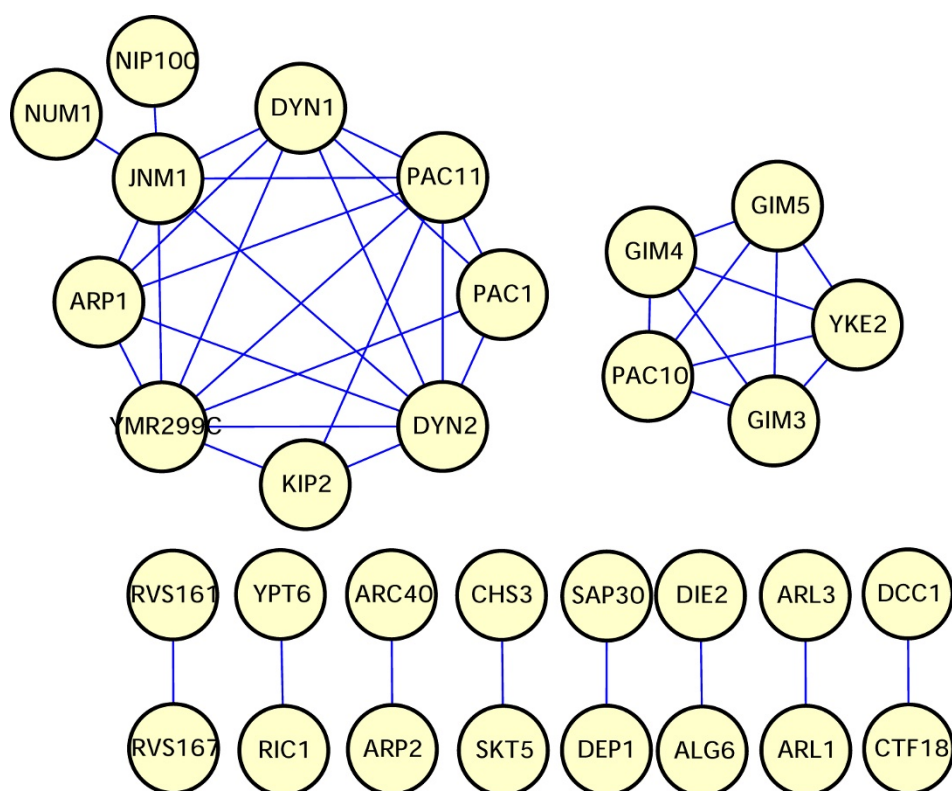 NIP100
NUM1
DYN1
JNM1
PAC11
GIM5
GIM4
ARP1
PAC1
YKE2
PAC10
YMR299C
DYN2
GIM3
KIP2
RVS161
YPT6
ARC40
CHS3
SAP30
DIE2
ARL3
DCC1
RVS167
RIC1
ARP2
SKT5
DEP1
ALG6
ARL1
CTF18